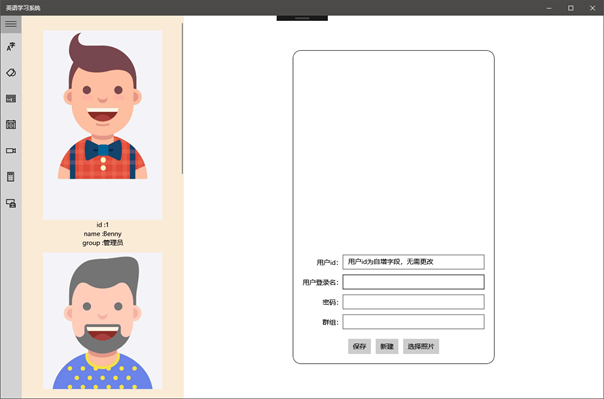 英语学习系统
id :1
name :Benny
group :管理员
用户id: 用户id为自增字段，无需更改
用户登录名:
密码:
群组:
保存 新建 选择照片